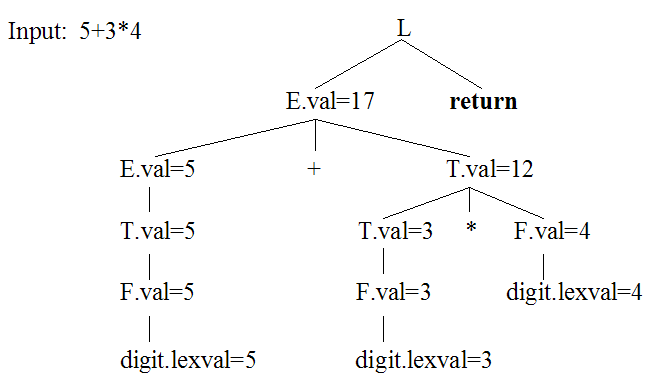 Input: 5+3*4
L
E.val=17 return
E.val=5 + T.val=12
T.val=5 T.val=3 * F.val=4
F.val=5 F.val=3 digit.lexval=4
digit.lexval=5 digit.lexval=3